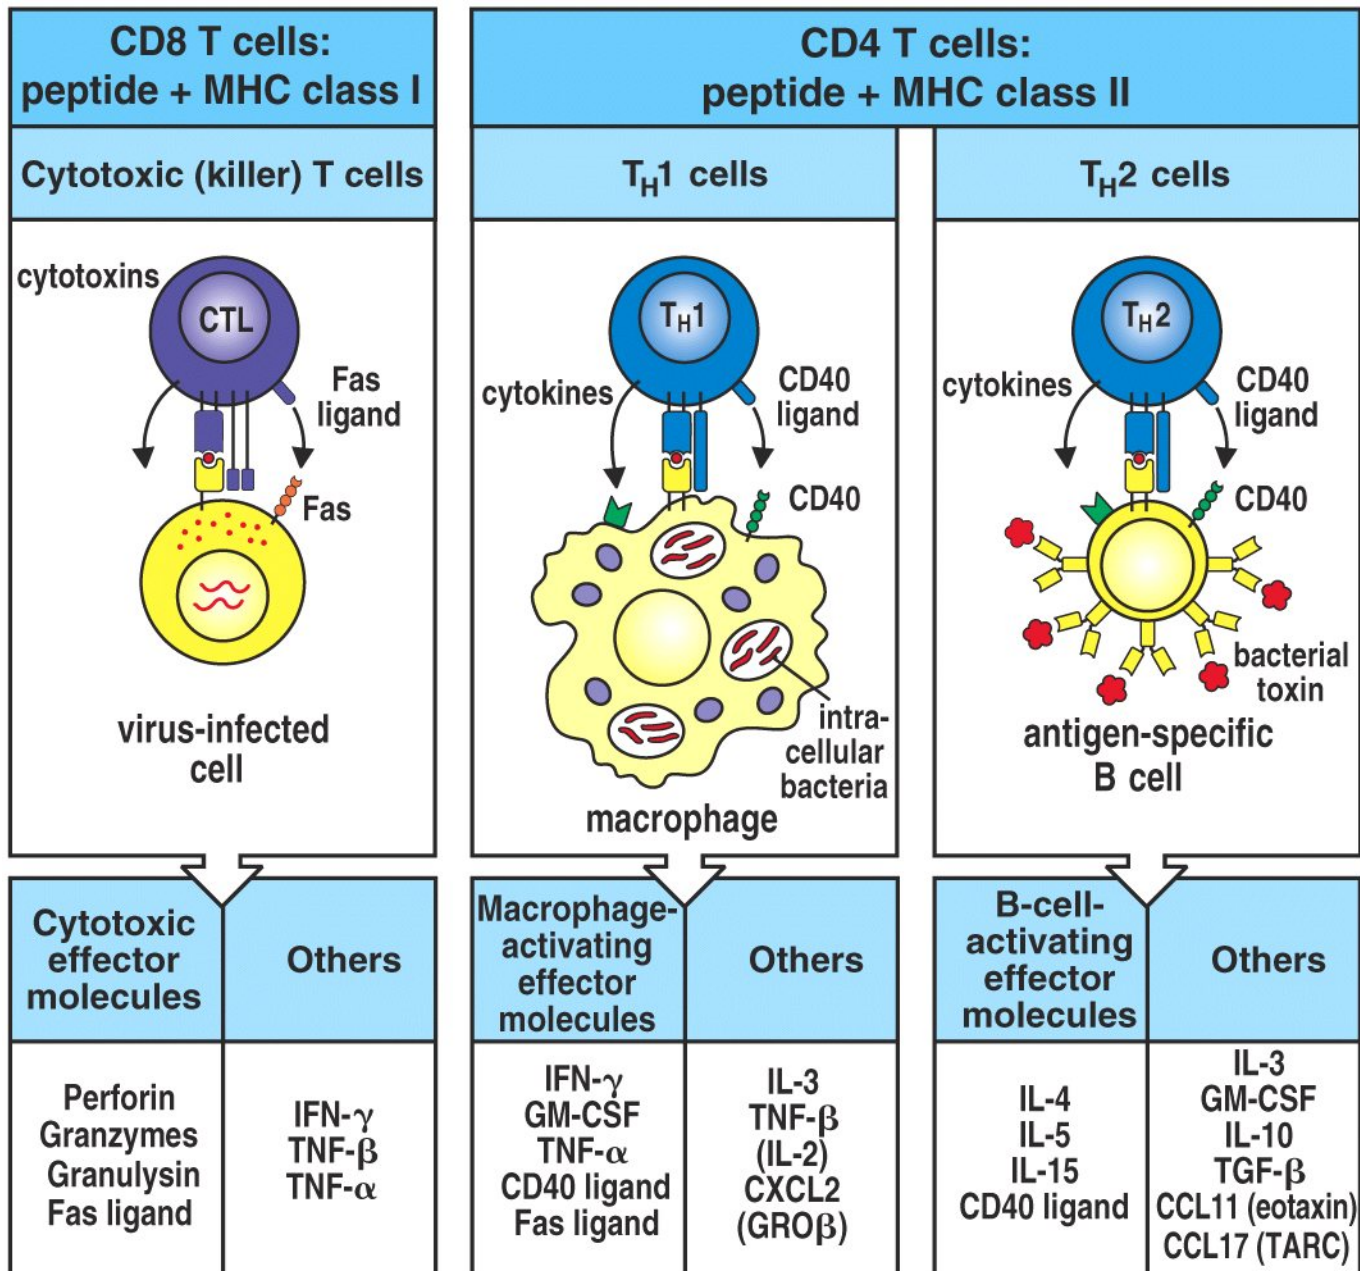 CD8 T cells:
peptide + MHC class I
Cytotoxic (killer) T cells
cytotoxins
CTL
Fas
ligand
Fas
virus-infected
cell
Cytotoxic
effector
molecules
Others
Perforin
Granzymes
Granulysin
Fas ligand
IFN-γ
TNF-β
TNF-α
CD4 T cells:
peptide + MHC class II
TH1 cells
TH1
cytokines
CD40
ligand
CD40
intra-
cellular
bacteria
macrophage
Macrophage-
activating
effector
molecules
Others
IFN-γ
GM-CSF
TNF-α
CD40 ligand
Fas ligand
IL-3
TNF-β
(IL-2)
CXCL2
(GROβ)
TH2 cells
TH2
cytokines
CD40
ligand
CD40
bacterial
toxin
antigen-specific
B cell
B-cell-
activating
effector
molecules
Others
IL-4
IL-5
IL-15
CD40 ligand
IL-3
GM-CSF
IL-10
TGF-β
CCL11 (eotaxin)
CCL17 (TARC)